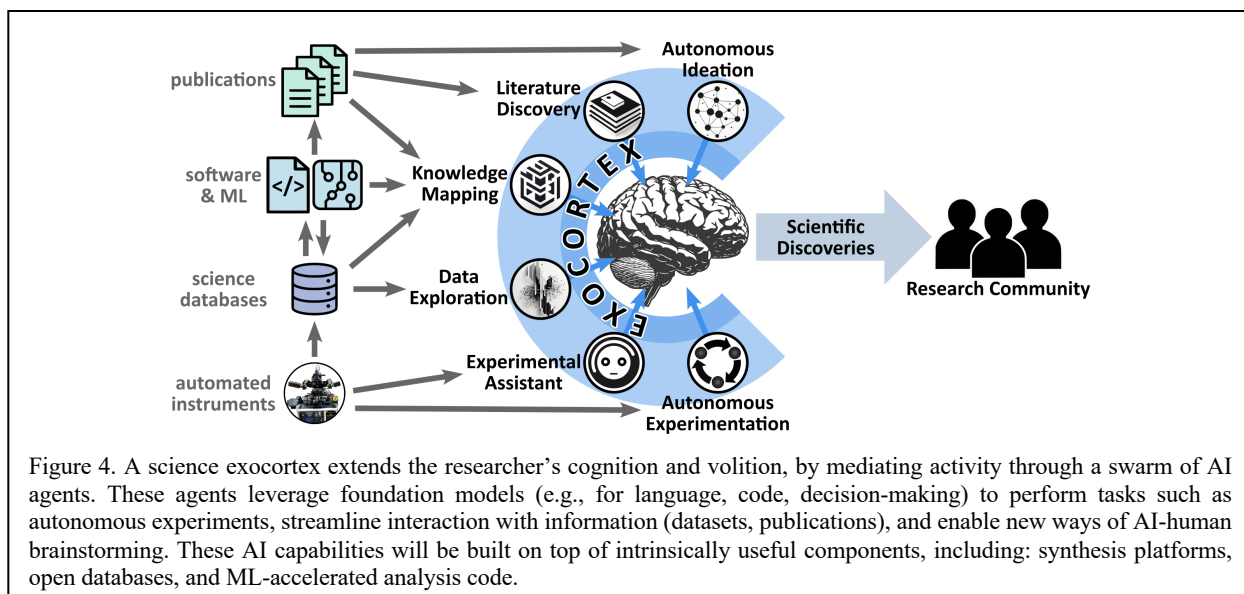 publications
software
& ML
science
databases
automated
instruments
Autonomous
Ideation
Literature
Discovery
Knowledge
Mapping
Data
Exploration
Experimental
Assistant
Autonomous
Experimentation
</>
EXOCORTEX
Scientific
Discoveries
Research Community
Figure 4. A science exocortex extends the researcher’s cognition and volition, by mediating activity through a swarm of AI
agents. These agents leverage foundation models (e.g., for language, code, decision-making) to perform tasks such as
autonomous experiments, streamline interaction with information (datasets, publications), and enable new ways of AI-human
brainstorming. These AI capabilities will be built on top of intrinsically useful components, including: synthesis platforms,
open databases, and ML-accelerated analysis code.